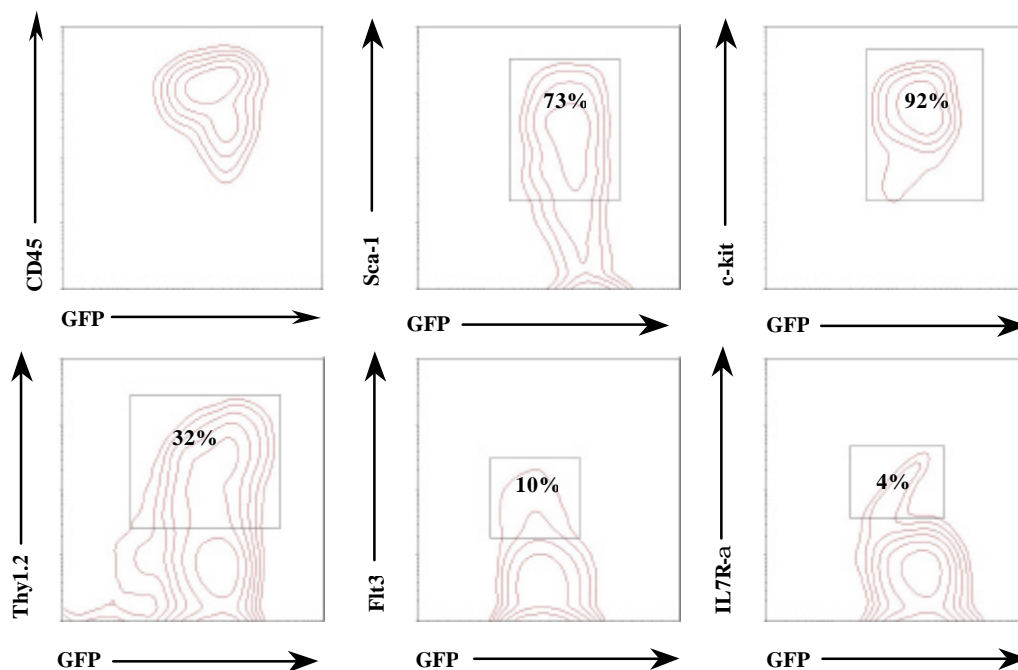 CD45
GFP
Sca-1
73%
GFP
c-kit
92%
GFP
Thy1.2
32%
GFP
Flt3
10%
GFP
IL7R-a
4%
GFP